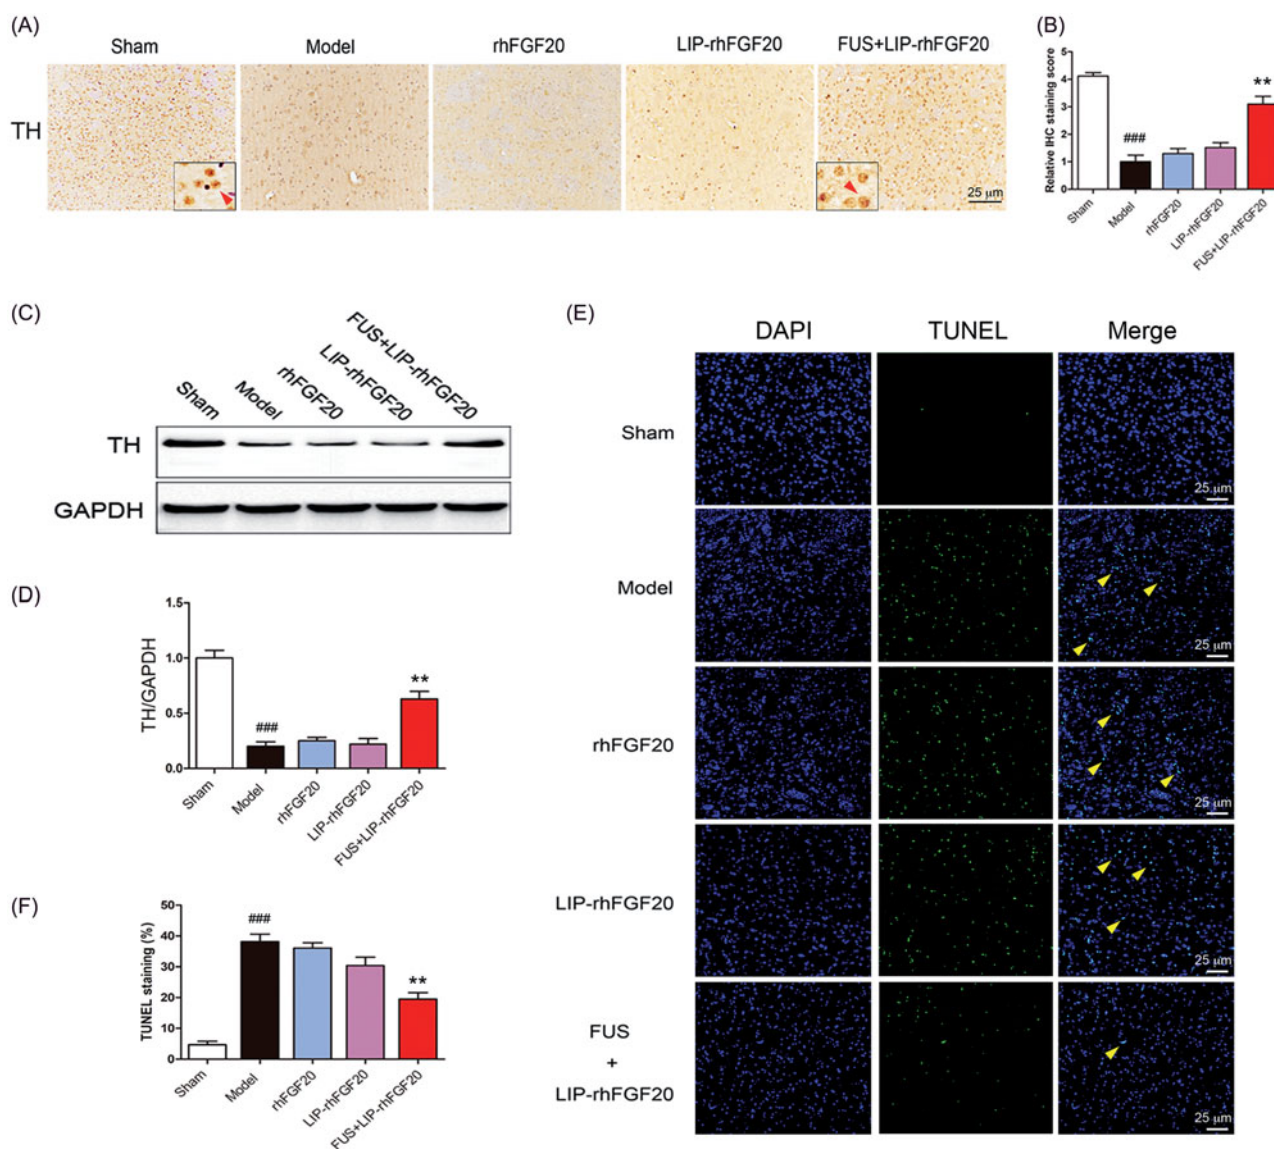 (A)
Sham
Model
rhFGF20
LIP-rhFGF20
FUS+LIP-rhFGF20
TH
25 μm
(B)
Relative IHC staining score
5
4
3
2
1
0
###
**
Sham
Model
rhFGF20
LIP-rhFGF20
FUS+LIP-rhFGF20
(C)
Sham
Model
rhFGF20
LIP-rhFGF20
FUS+LIP-rhFGF20
TH
GAPDH
(D)
TH/GAPDH
1.5
1.0
0.5
0.0
###
**
Sham
Model
rhFGF20
LIP-rhFGF20
FUS+LIP-rhFGF20
(E)
DAPI
TUNEL
Merge
Sham
25 μm
Model
25 μm
rhFGF20
25 μm
LIP-rhFGF20
25 μm
FUS
+
LIP-rhFGF20
25 μm
(F)
TUNEL staining (%)
50
40
30
20
10
0
###
**
Sham
Model
rhFGF20
LIP-rhFGF20
FUS+LIP-rhFGF20